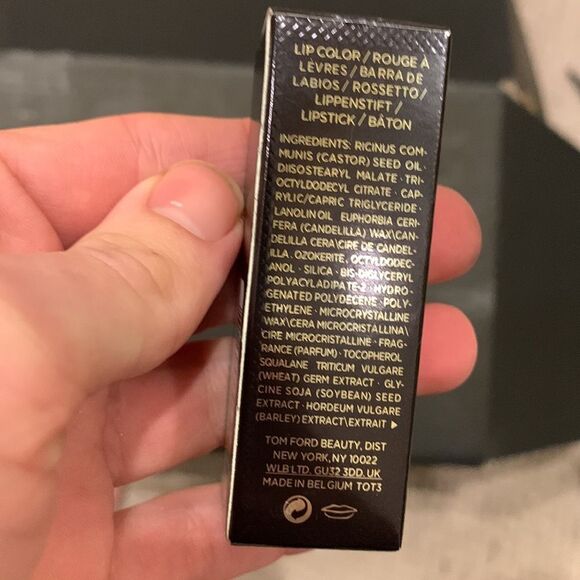 LIP COLOR / ROUGE À
LÈVRES / BARRA DE
LABIOS / ROSSETTO /
LIPPENSTIFT /
LIPSTICK / BÂTON
INGREDIENTS: RICINUS COM-
MUNIS (CASTOR) SEED OIL ·
DIISOSTEARYL MALATE · TRI-
OCTYLDODECYL CITRATE · CAP-
RYLIC/CAPRIC TRIGLYCERIDE ·
LANOLIN OIL · EUPHORBIA CERI-
FERA (CANDELILLA) WAX\CAN-
DELILLA CERA\CIRE DE CANDEL-
ILLA · OZOKERITE · OCTYLDODEC-
ANOL · SILICA · BIS-DIGLYCERYL
POLYACYLADIPATE-2 · HYDRO-
GENATED POLYDECENE · POLY-
ETHYLENE · MICROCRYSTALLINE
WAX\CERA MICROCRISTALLINA\
CIRE MICROCRISTALLINE · FRAG-
RANCE (PARFUM) · TOCOPHEROL
SQUALANE TRITICUM VULGARE
(WHEAT) GERM EXTRACT · GLY-
CINE SOJA (SOYBEAN) SEED
EXTRACT · HORDEUM VULGARE
(BARLEY) EXTRACT\EXTRAIT ▶
TOM FORD BEAUTY, DIST
NEW YORK, NY 10022
WLB LTD. GU32 3DD, UK
MADE IN BELGIUM TOT3